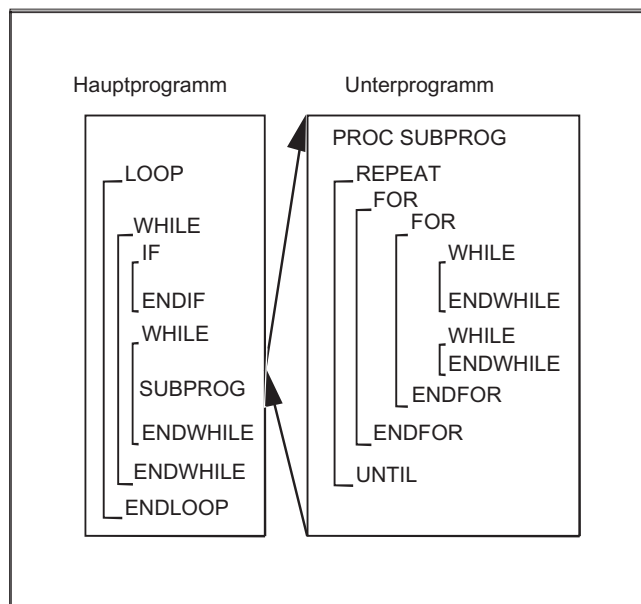 Hauptprogramm
LOOP
WHILE
IF
ENDIF
WHILE
SUBPROG
ENDWHILE
ENDWHILE
ENDLOOP
Unterprogramm
PROC SUBPROG
REPEAT
FOR
FOR
WHILE
ENDWHILE
WHILE
ENDWHILE
ENDFOR
ENDFOR
UNTIL